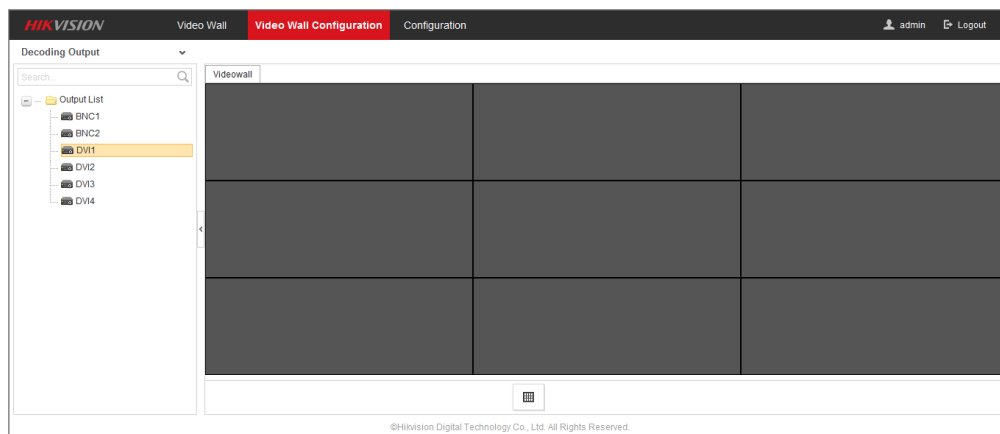 HIKVISION Video Wall Video Wall Configuration Configuration admin Logout
Decoding Output
Search...
Videowall
Output List
BNC1
BNC2
DVI1
DVI2
DVI3
DVI4
©Hikvision Digital Technology Co., Ltd. All Rights Reserved.